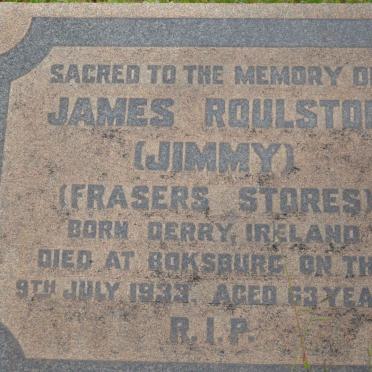 SACRED TO THE MEMORY O
JAMES ROULSTO
(JIMMY)
(FRASERS STORES)
BORN DERRY, IRELAND
DIED AT BOKSBURG ON TH
9TH JULY 1933. AGED 63 YEA
R.I.P.